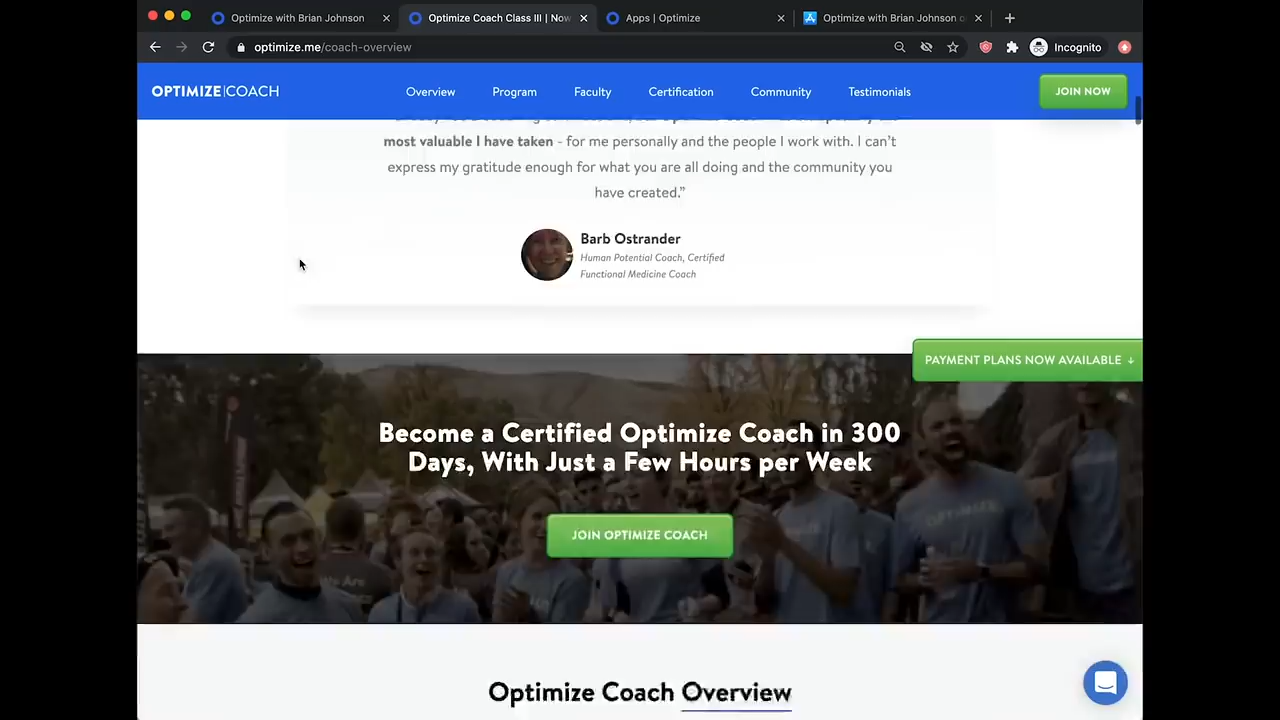 Optimize with Brian Johnson
Optimize Coach Class III | Now
Apps | Optimize
Optimize with Brian Johnson o
optimize.me/coach-overview
Incognito
OPTIMIZE|COACH
Overview
Program
Faculty
Certification
Community
Testimonials
JOIN NOW
most valuable I have taken - for me personally and the people I work with. I can't
express my gratitude enough for what you are all doing and the community you
have created.”
Barb Ostrander
Human Potential Coach, Certified
Functional Medicine Coach
PAYMENT PLANS NOW AVAILABLE ↓
Become a Certified Optimize Coach in 300
Days, With Just a Few Hours per Week
JOIN OPTIMIZE COACH
Optimize Coach Overview